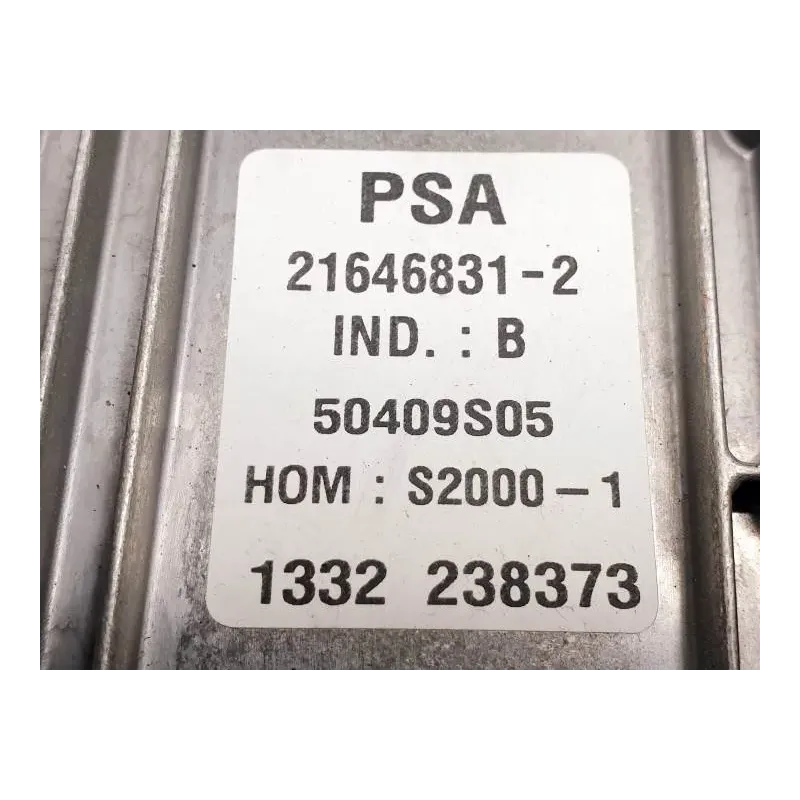 PSA
21646831-2
IND. : B
50409S05
HOM : S2000-1
1332 238373